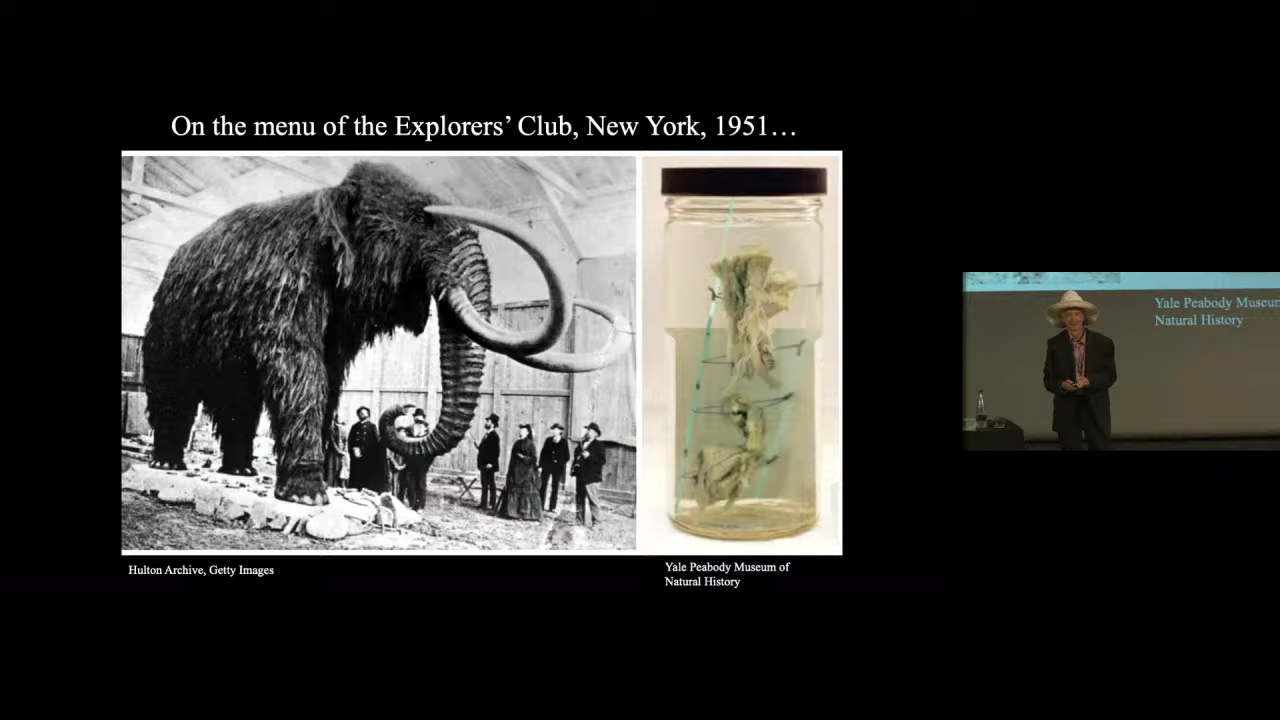 On the menu of the Explorers’ Club, New York, 1951…
Hulton Archive, Getty Images
Yale Peabody Museum of
Natural History
Yale Peabody Museum
Natural History